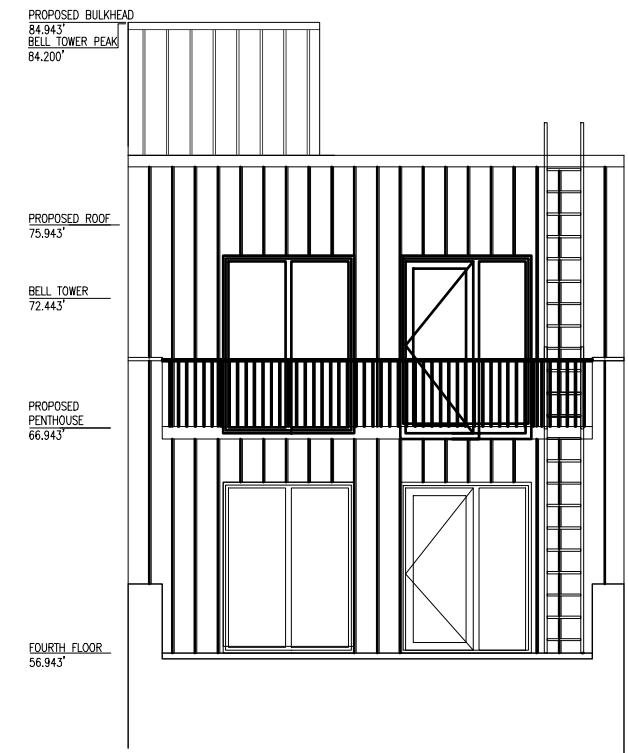 PROPOSED BULKHEAD
84.943'
BELL TOWER PEAK
84.200'
PROPOSED ROOF
75.943'
BELL TOWER
72.443'
PROPOSED
PENTHOUSE
66.943'
FOURTH FLOOR
56.943'